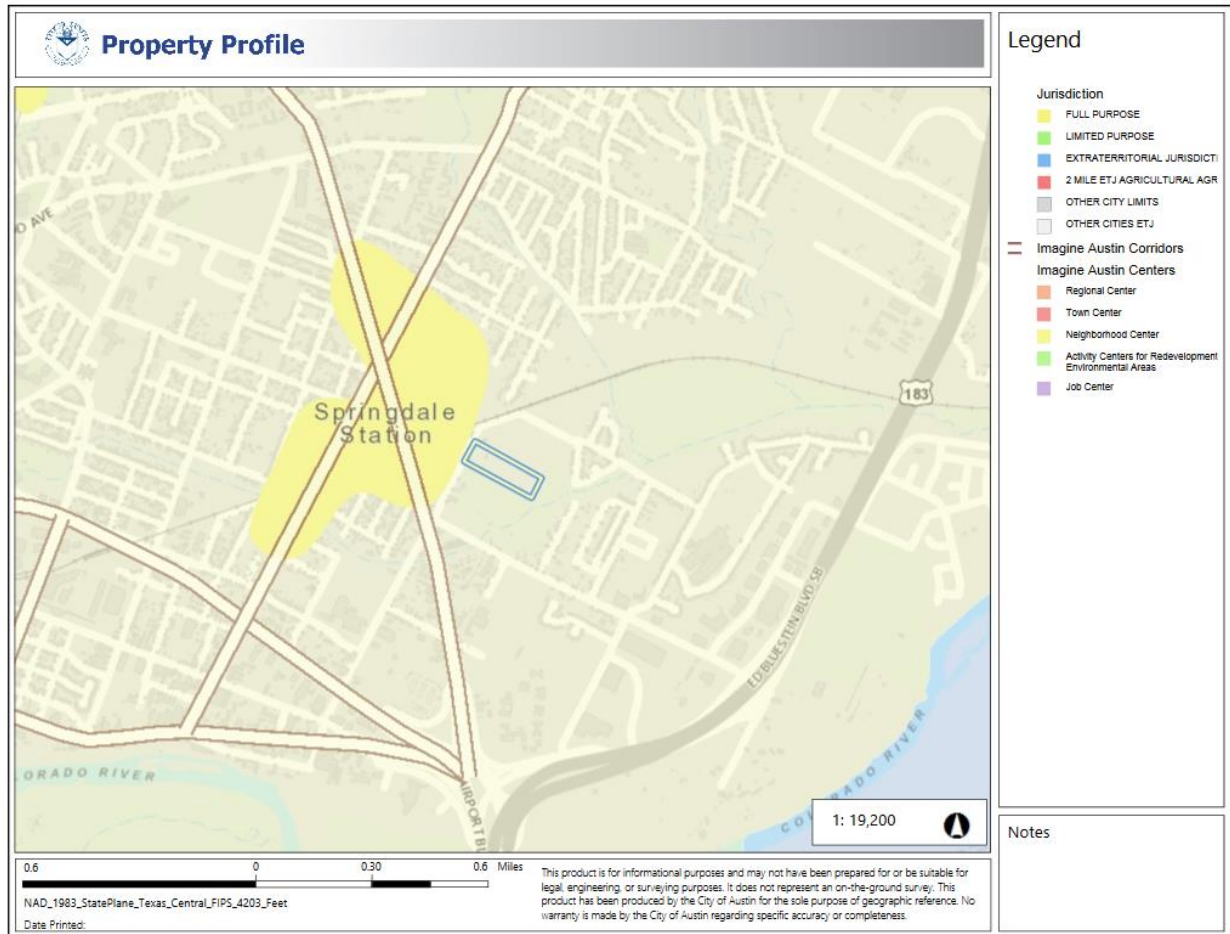 Property Profile
Legend
Jurisdiction
FULL PURPOSE
LIMITED PURPOSE
EXTRATERRITORIAL JURISDICTI
2 MILE ETJ AGRICULTURAL AGR
OTHER CITY LIMITS
OTHER CITIES ETJ
Imagine Austin Corridors
Imagine Austin Centers
Regional Center
Town Center
Neighborhood Center
Activity Centers for Redevelopment
Environmental Areas
Job Center
O AVE
183
Springdale
Station
ED BLUESTEIN BLVD SB
ORADO RIVER
AIRPORT BL
COLORADO RIVER
1: 19,200
Notes
0.6 0 0.30 0.6 Miles
NAD_1983_StatePlane_Texas_Central_FIPS_4203_Feet
Date Printed:
This product is for informational purposes and may not have been prepared for or be suitable for
legal, engineering, or surveying purposes. It does not represent an on-the-ground survey. This
product has been produced by the City of Austin for the sole purpose of geographic reference. No
warranty is made by the City of Austin regarding specific accuracy or completeness.